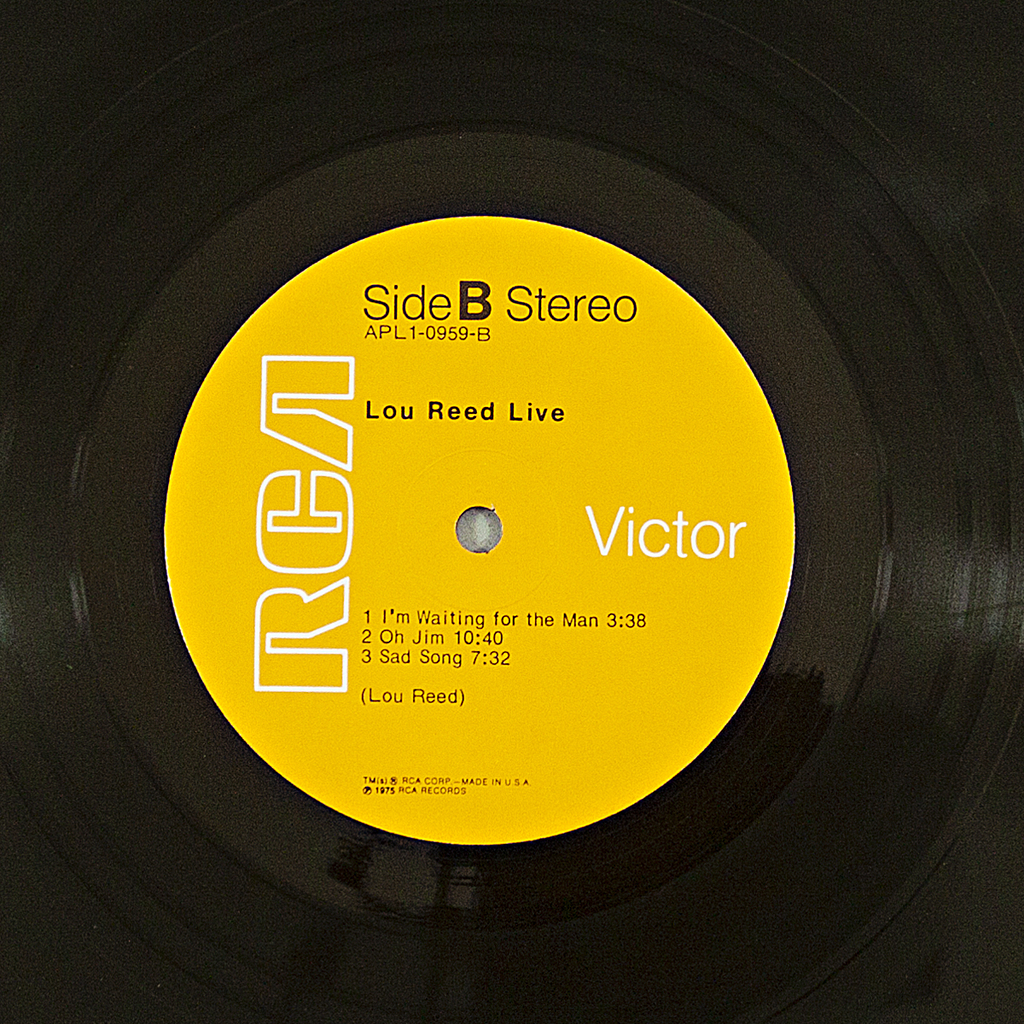 Side B Stereo
APL1-0959-B
RCA
Lou Reed Live
Victor
1 I'm Waiting for the Man 3:38
2 Oh Jim 10:40
3 Sad Song 7:32
(Lou Reed)
TM(s) ® RCA CORP.—MADE IN U.S.A.
℗ 1975 RCA RECORDS